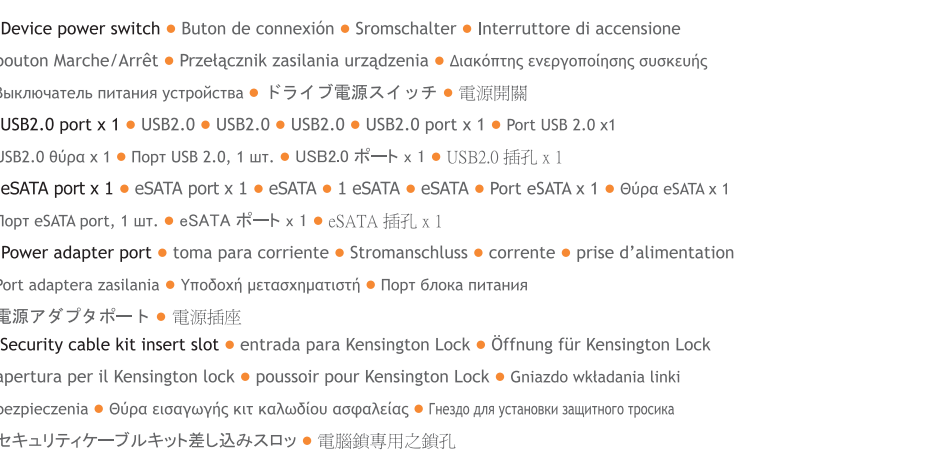 Device power switch ● Buton de connexión ● Sromschalter ● Interruttore di accensione
bouton Marche/Arrêt ● Przełącznik zasilania urządzenia ● Διακόπτης ενεργοποίησης συσκευής
Выключатель питания устройства ● ドライブ電源スイッチ ● 電源開關
USB2.0 port x 1 ● USB2.0 ● USB2.0 ● USB2.0 ● USB2.0 port x 1 ● Port USB 2.0 x1
USB2.0 θύρα x 1 ● Порт USB 2.0, 1 шт. ● USB2.0 ポート x 1 ● USB2.0 插孔 x 1
eSATA port x 1 ● eSATA port x 1 ● eSATA ● 1 eSATA ● eSATA ● Port eSATA x 1 ● Θύρα eSATA x 1
Порт eSATA port, 1 шт. ● eSATA ポート x 1 ● eSATA 插孔 x 1
Power adapter port ● toma para corriente ● Stromanschluss ● corrente ● prise d’alimentation
Port adaptera zasilania ● Υποδοχή μετασχηματιστή ● Порт блока питания
電源アダプタポート ● 電源插座
Security cable kit insert slot ● entrada para Kensington Lock ● Öffnung für Kensington Lock
apertura per il Kensington lock ● poussoir pour Kensington Lock ● Gniazdo wkładania linki
bezpieczenia ● Θύρα εισαγωγής κιτ καλωδίου ασφαλείας ● Гнездо для установки защитного тросика
セキュリティケーブルキット差し込みスロッ ● 電腦鎖專用之鎖孔